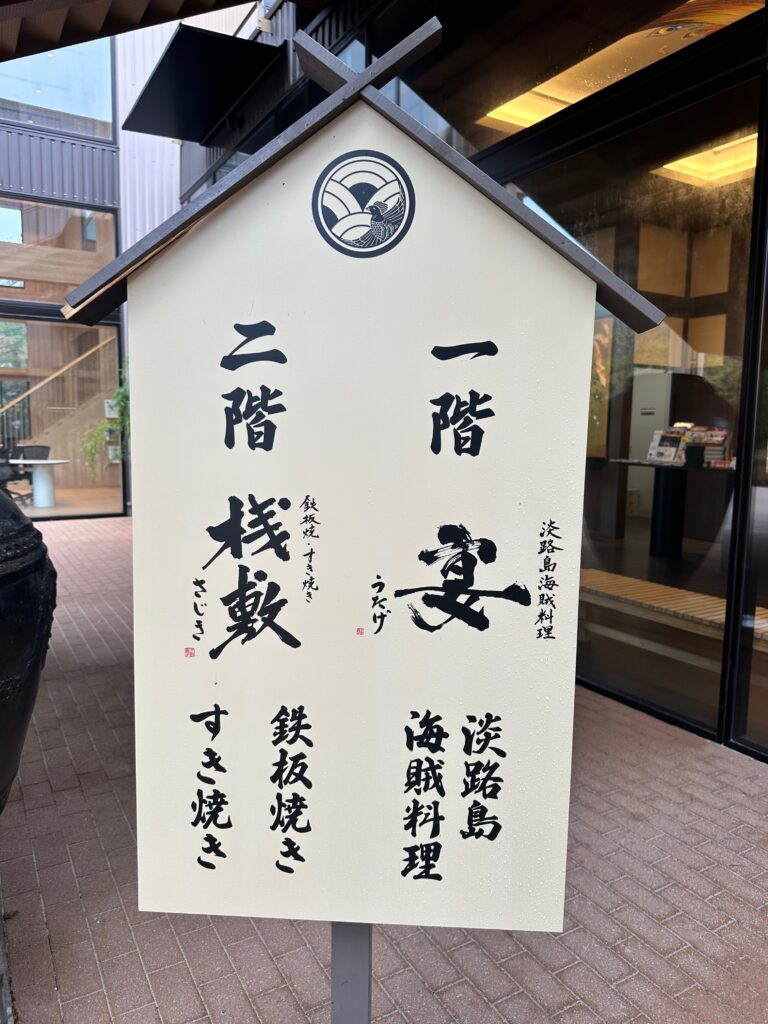 一階
淡路島海賊料理
宴
うたげ
淡路島
海賊料理
二階
鉄板焼・すき焼き
桟敷
さじき
鉄板焼き
すき焼き